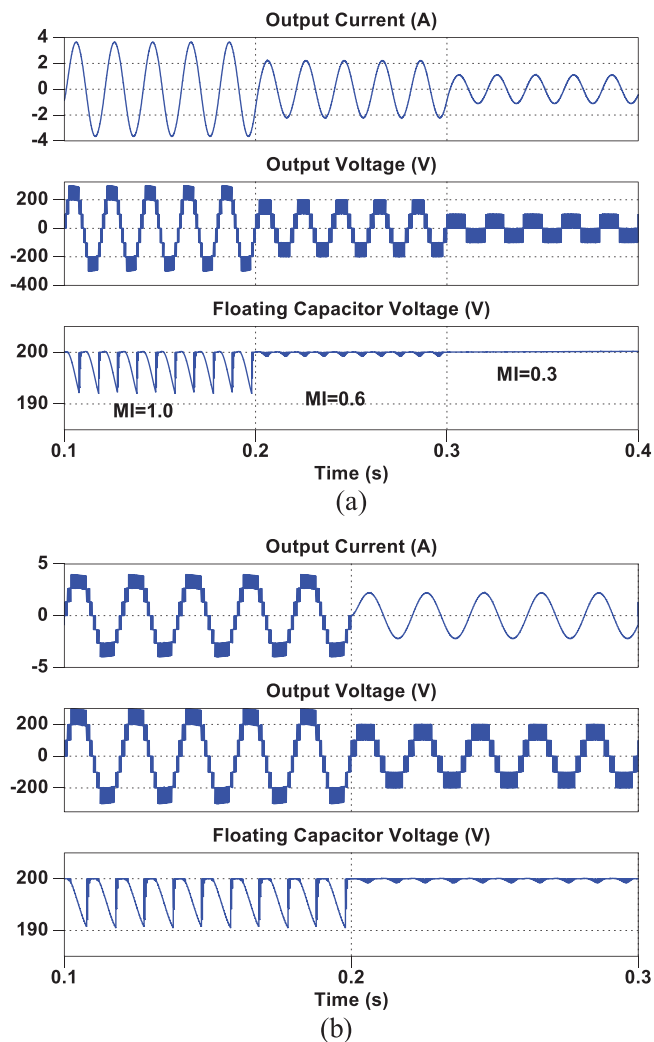 Output Current (A)
4
2
0
-2
-4
Output Voltage (V)
200
0
-200
-400
Floating Capacitor Voltage (V)
200
190
MI=1.0
MI=0.6
MI=0.3
0.1 0.2 0.3 0.4
Time (s)
(a)
Output Current (A)
5
0
-5
Output Voltage (V)
200
0
-200
Floating Capacitor Voltage (V)
200
190
0.1 0.2 0.3
Time (s)
(b)